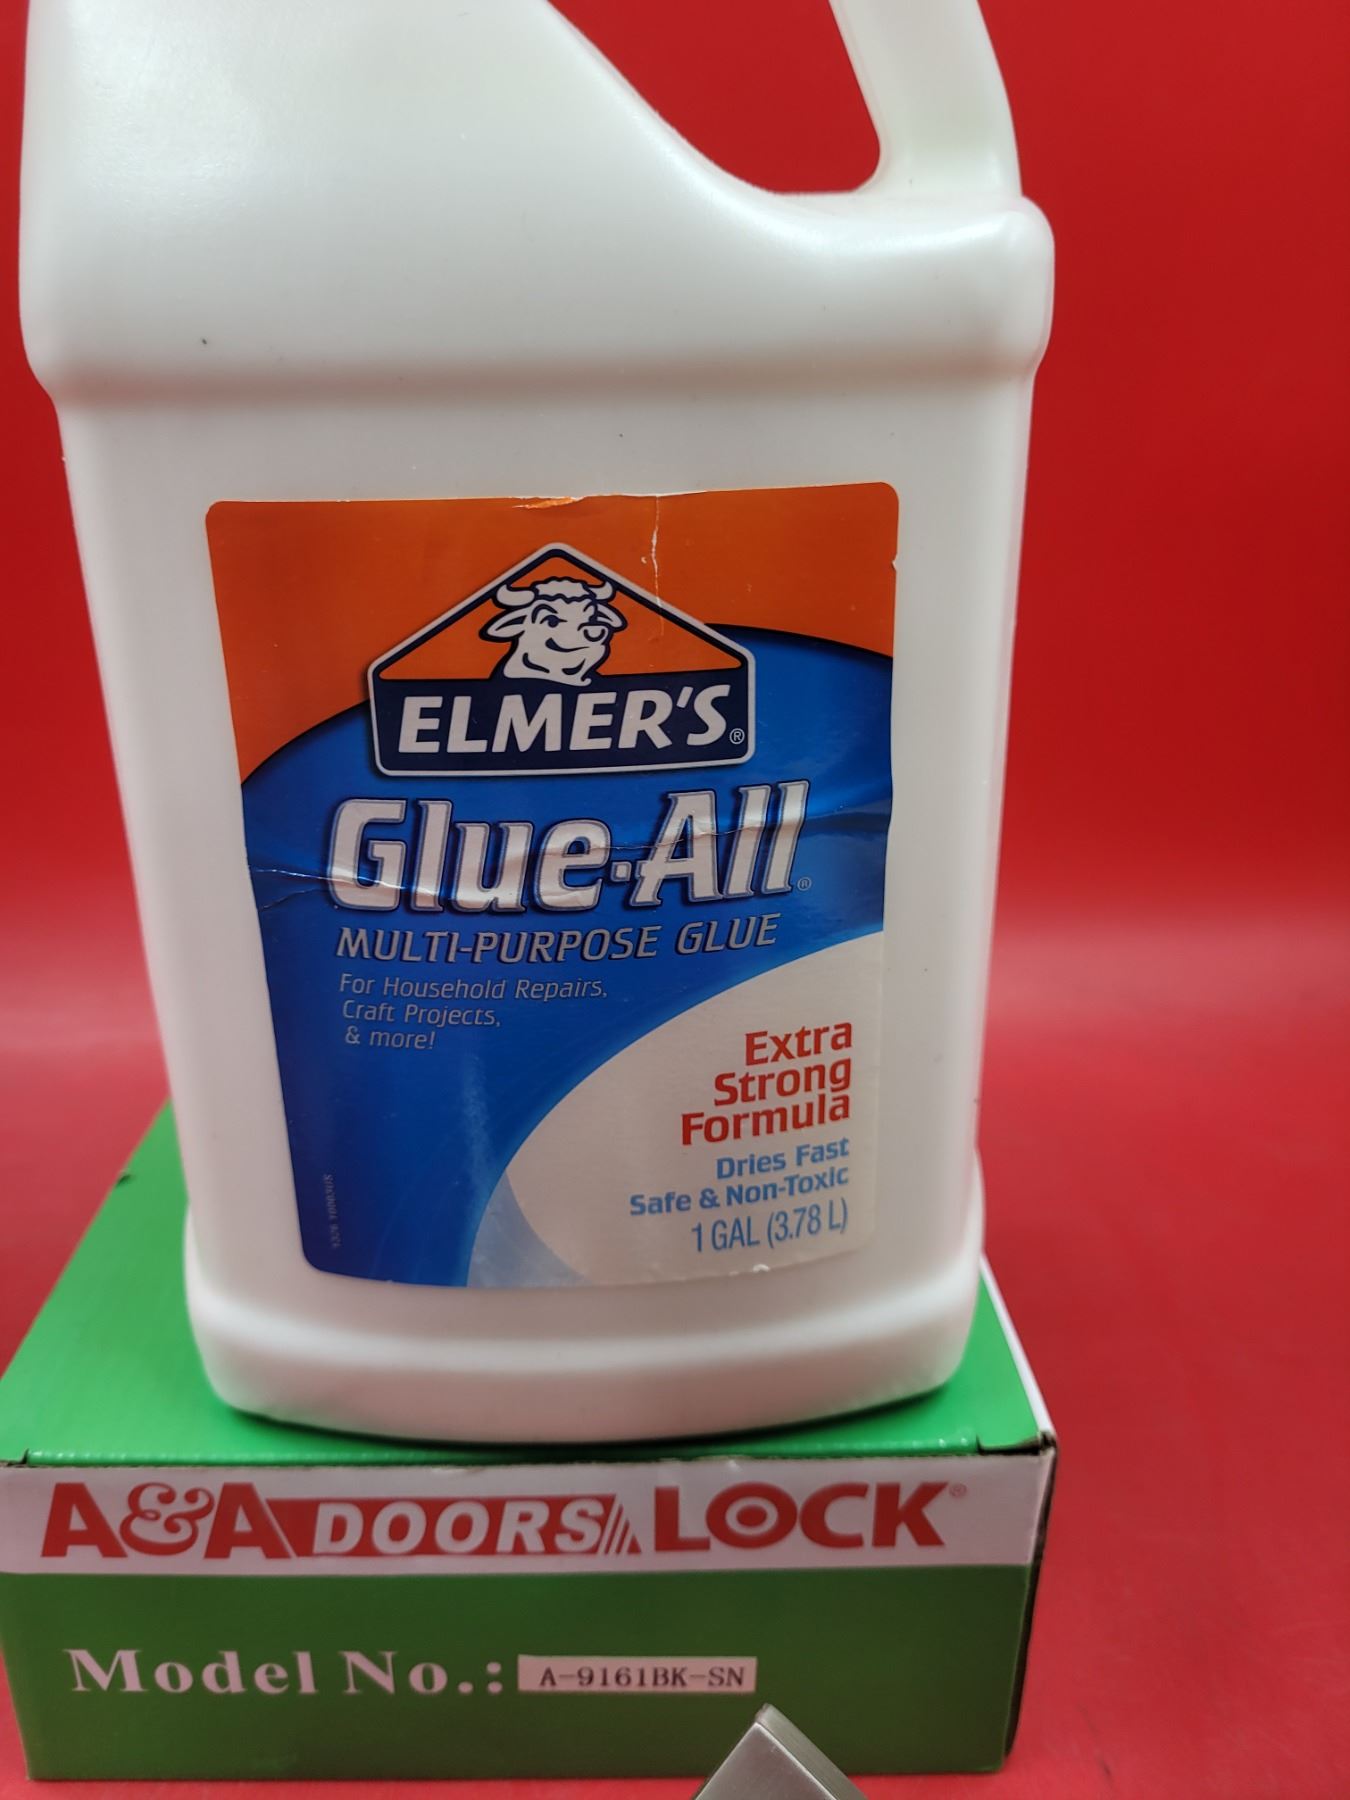 ELMER'S®
Glue-All®
MULTI-PURPOSE GLUE
For Household Repairs,
Craft Projects,
& more!
Extra
Strong
Formula
Dries Fast
Safe & Non-Toxic
1 GAL (3.78 L)
A&A DOORS LOCK®
Model No.: A-9161BK-SN